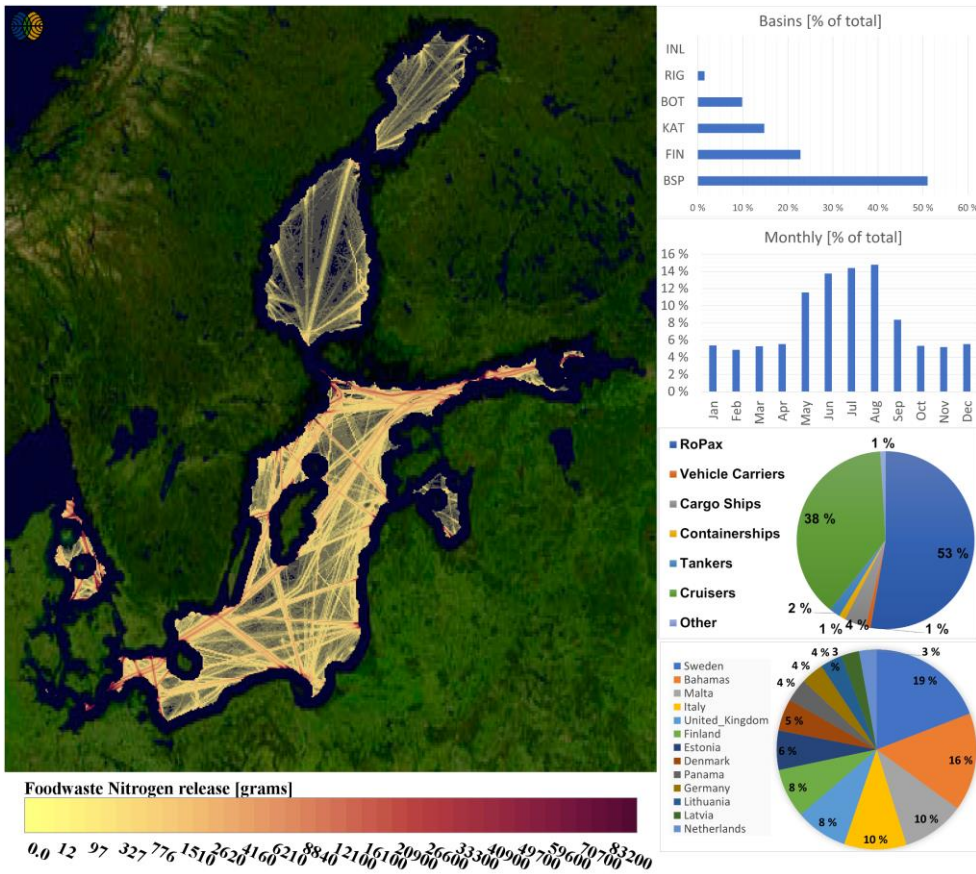 Basins [% of total]
INL
RIG
BOT
KAT
FIN
BSP
0 % 10 % 20 % 30 % 40 % 50 % 60 %
Monthly [% of total]
16 %
14 %
12 %
10 %
8 %
6 %
4 %
2 %
0 %
Jan Feb Mar Apr May Jun Jul Aug Sep Oct Nov Dec
RoPax
Vehicle Carriers
Cargo Ships
Containerships
Tankers
Cruisers
Other
1 %
38 %
53 %
2 %
1 %
4 %
1 %
Sweden
Bahamas
Malta
Italy
United_Kingdom
Finland
Estonia
Denmark
Panama
Germany
Lithuania
Latvia
Netherlands
4 % 3 % 3 %
4 %
4 %
5 %
6 %
8 %
8 %
10 %
10 %
16 %
19 %
Foodwaste Nitrogen release [grams]
0.0 12 97 327 776 1510 2620 4160 6210 8840 12100 16100 20900 26600 33300 40900 49700 59600 70700 83200